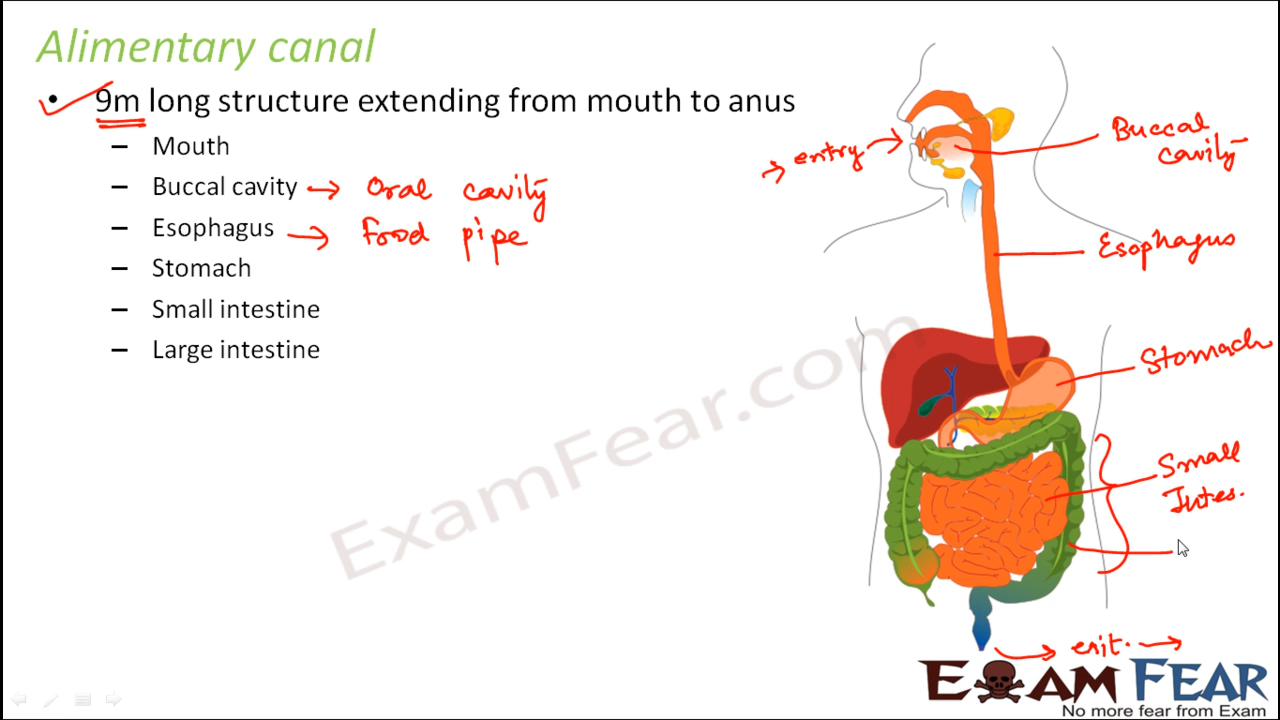 Alimentary canal
• 9m long structure extending from mouth to anus
– Mouth
– Buccal cavity → Oral cavity
– Esophagus → Food pipe
– Stomach
– Small intestine
– Large intestine
→ entry →
Buccal
cavity
Esophagus
Stomach
Small
Intes.
→ exit. →
ExamFear.com
EXAM FEAR
No more fear from Exam